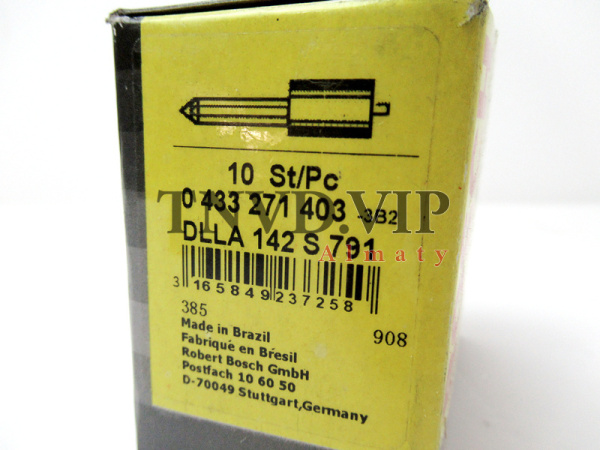 10 St/Pc
0 433 271 403 -3B2
TNVD.VIP
DLLA 142 S 791
Almaty
3 165849 237258
385
908
Made in Brazil
Fabriqué en Brésil
Robert Bosch GmbH
Postfach 10 60 50
D-70049 Stuttgart,Germany